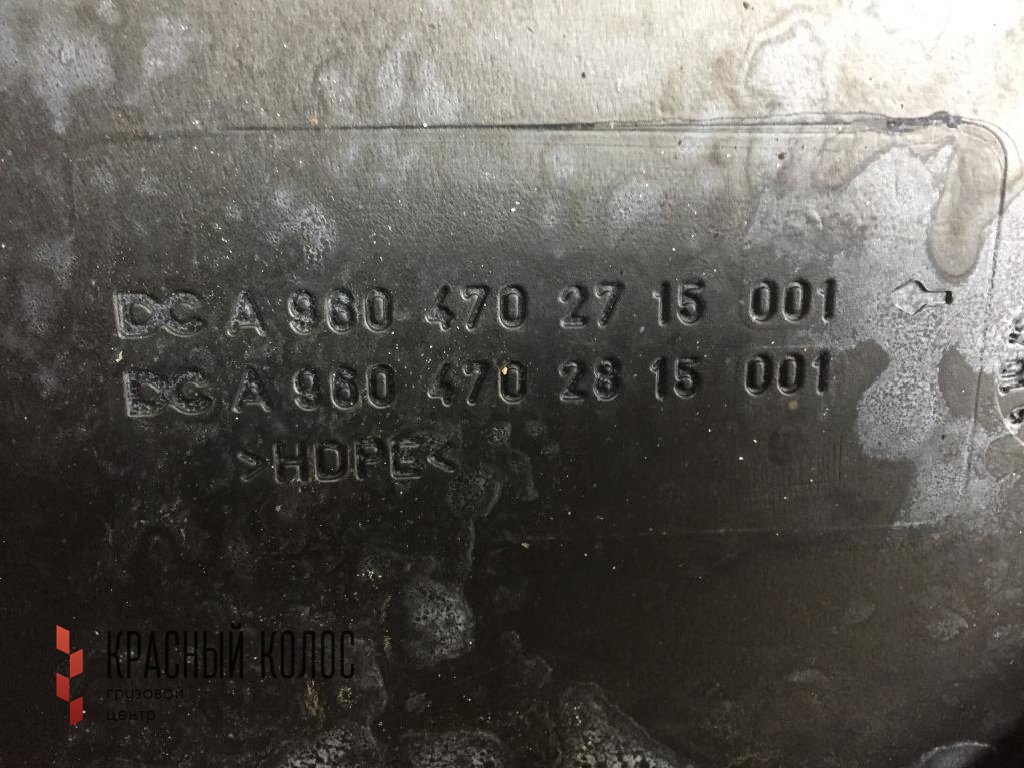 DC A 960 470 27 15 001
DC A 960 470 28 15 001
>HDPE<
КРАСНЫЙ КОЛОС
грузовой
центр